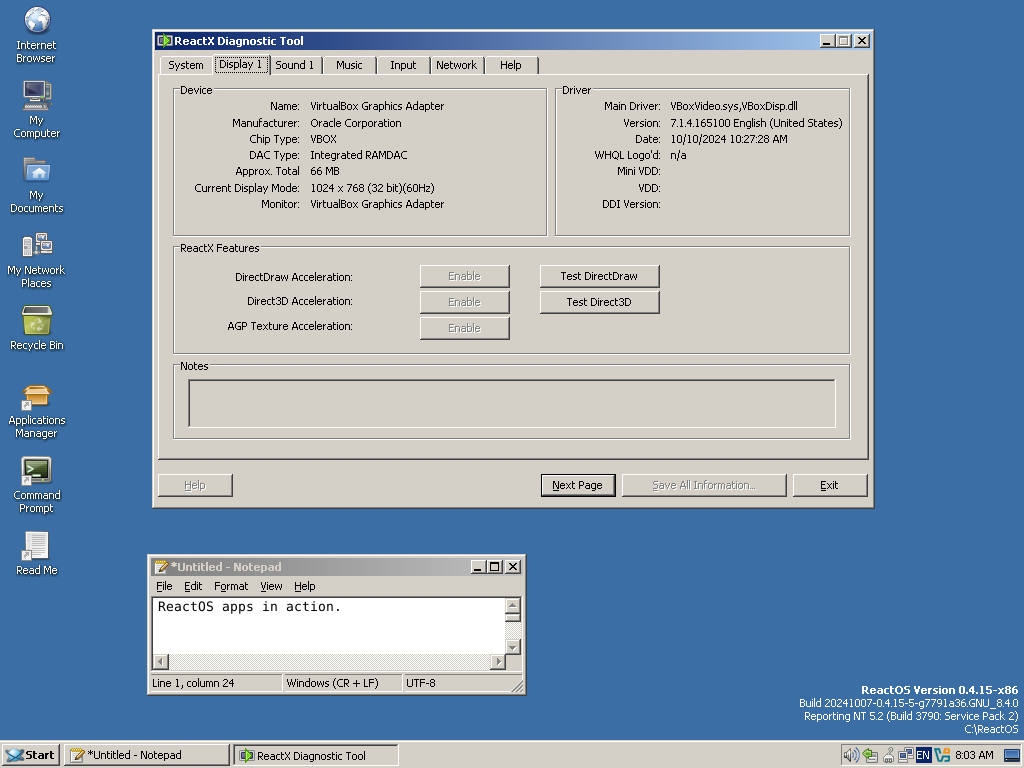 Internet
Browser
My
Computer
My
Documents
My Network
Places
Recycle Bin
Applications
Manager
Command
Prompt
Read Me
ReactX Diagnostic Tool
System
Display 1
Sound 1
Music
Input
Network
Help
Device
Name: VirtualBox Graphics Adapter
Manufacturer: Oracle Corporation
Chip Type: VBOX
DAC Type: Integrated RAMDAC
Approx. Total 66 MB
Current Display Mode: 1024 x 768 (32 bit)(60Hz)
Monitor: VirtualBox Graphics Adapter
Driver
Main Driver: VBoxVideo.sys,VBoxDisp.dll
Version: 7.1.4.165100 English (United States)
Date: 10/10/2024 10:27:28 AM
WHQL Logo'd: n/a
Mini VDD:
VDD:
DDI Version:
ReactX Features
DirectDraw Acceleration: Enable Test DirectDraw
Direct3D Acceleration: Enable Test Direct3D
AGP Texture Acceleration: Enable
Notes
Help
Next Page
Save All Information...
Exit
*Untitled - Notepad
File Edit Format View Help
ReactOS apps in action.
Line 1, column 24
Windows (CR + LF)
UTF-8
ReactOS Version 0.4.15-x86
Build 20241007-0.4.15-5-g7791a36.GNU_8.4.0
Reporting NT 5.2 (Build 3790: Service Pack 2)
C:\ReactOS
Start
*Untitled - Notepad
ReactX Diagnostic Tool
EN
8:03 AM